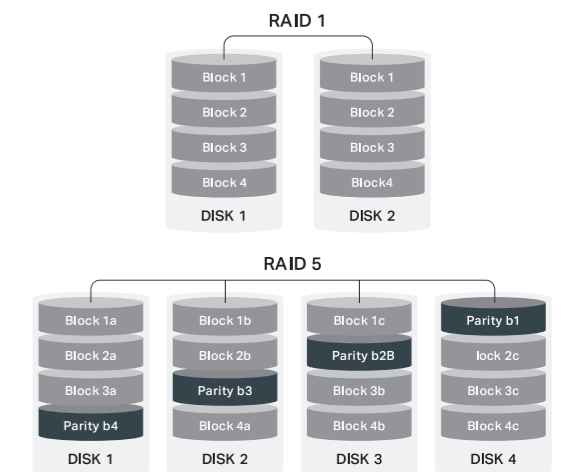 RAID 1
Block 1 Block 1
Block 2 Block 2
Block 3 Block 3
Block 4 Block4
DISK 1 DISK 2
RAID 5
Block 1a Block 1b Block 1c Parity b1
Block 2a Block 2b Parity b2B lock 2c
Block 3a Parity b3 Block 3b Block 3c
Parity b4 Block 4a Block 4b Block 4c
DISK 1 DISK 2 DISK 3 DISK 4